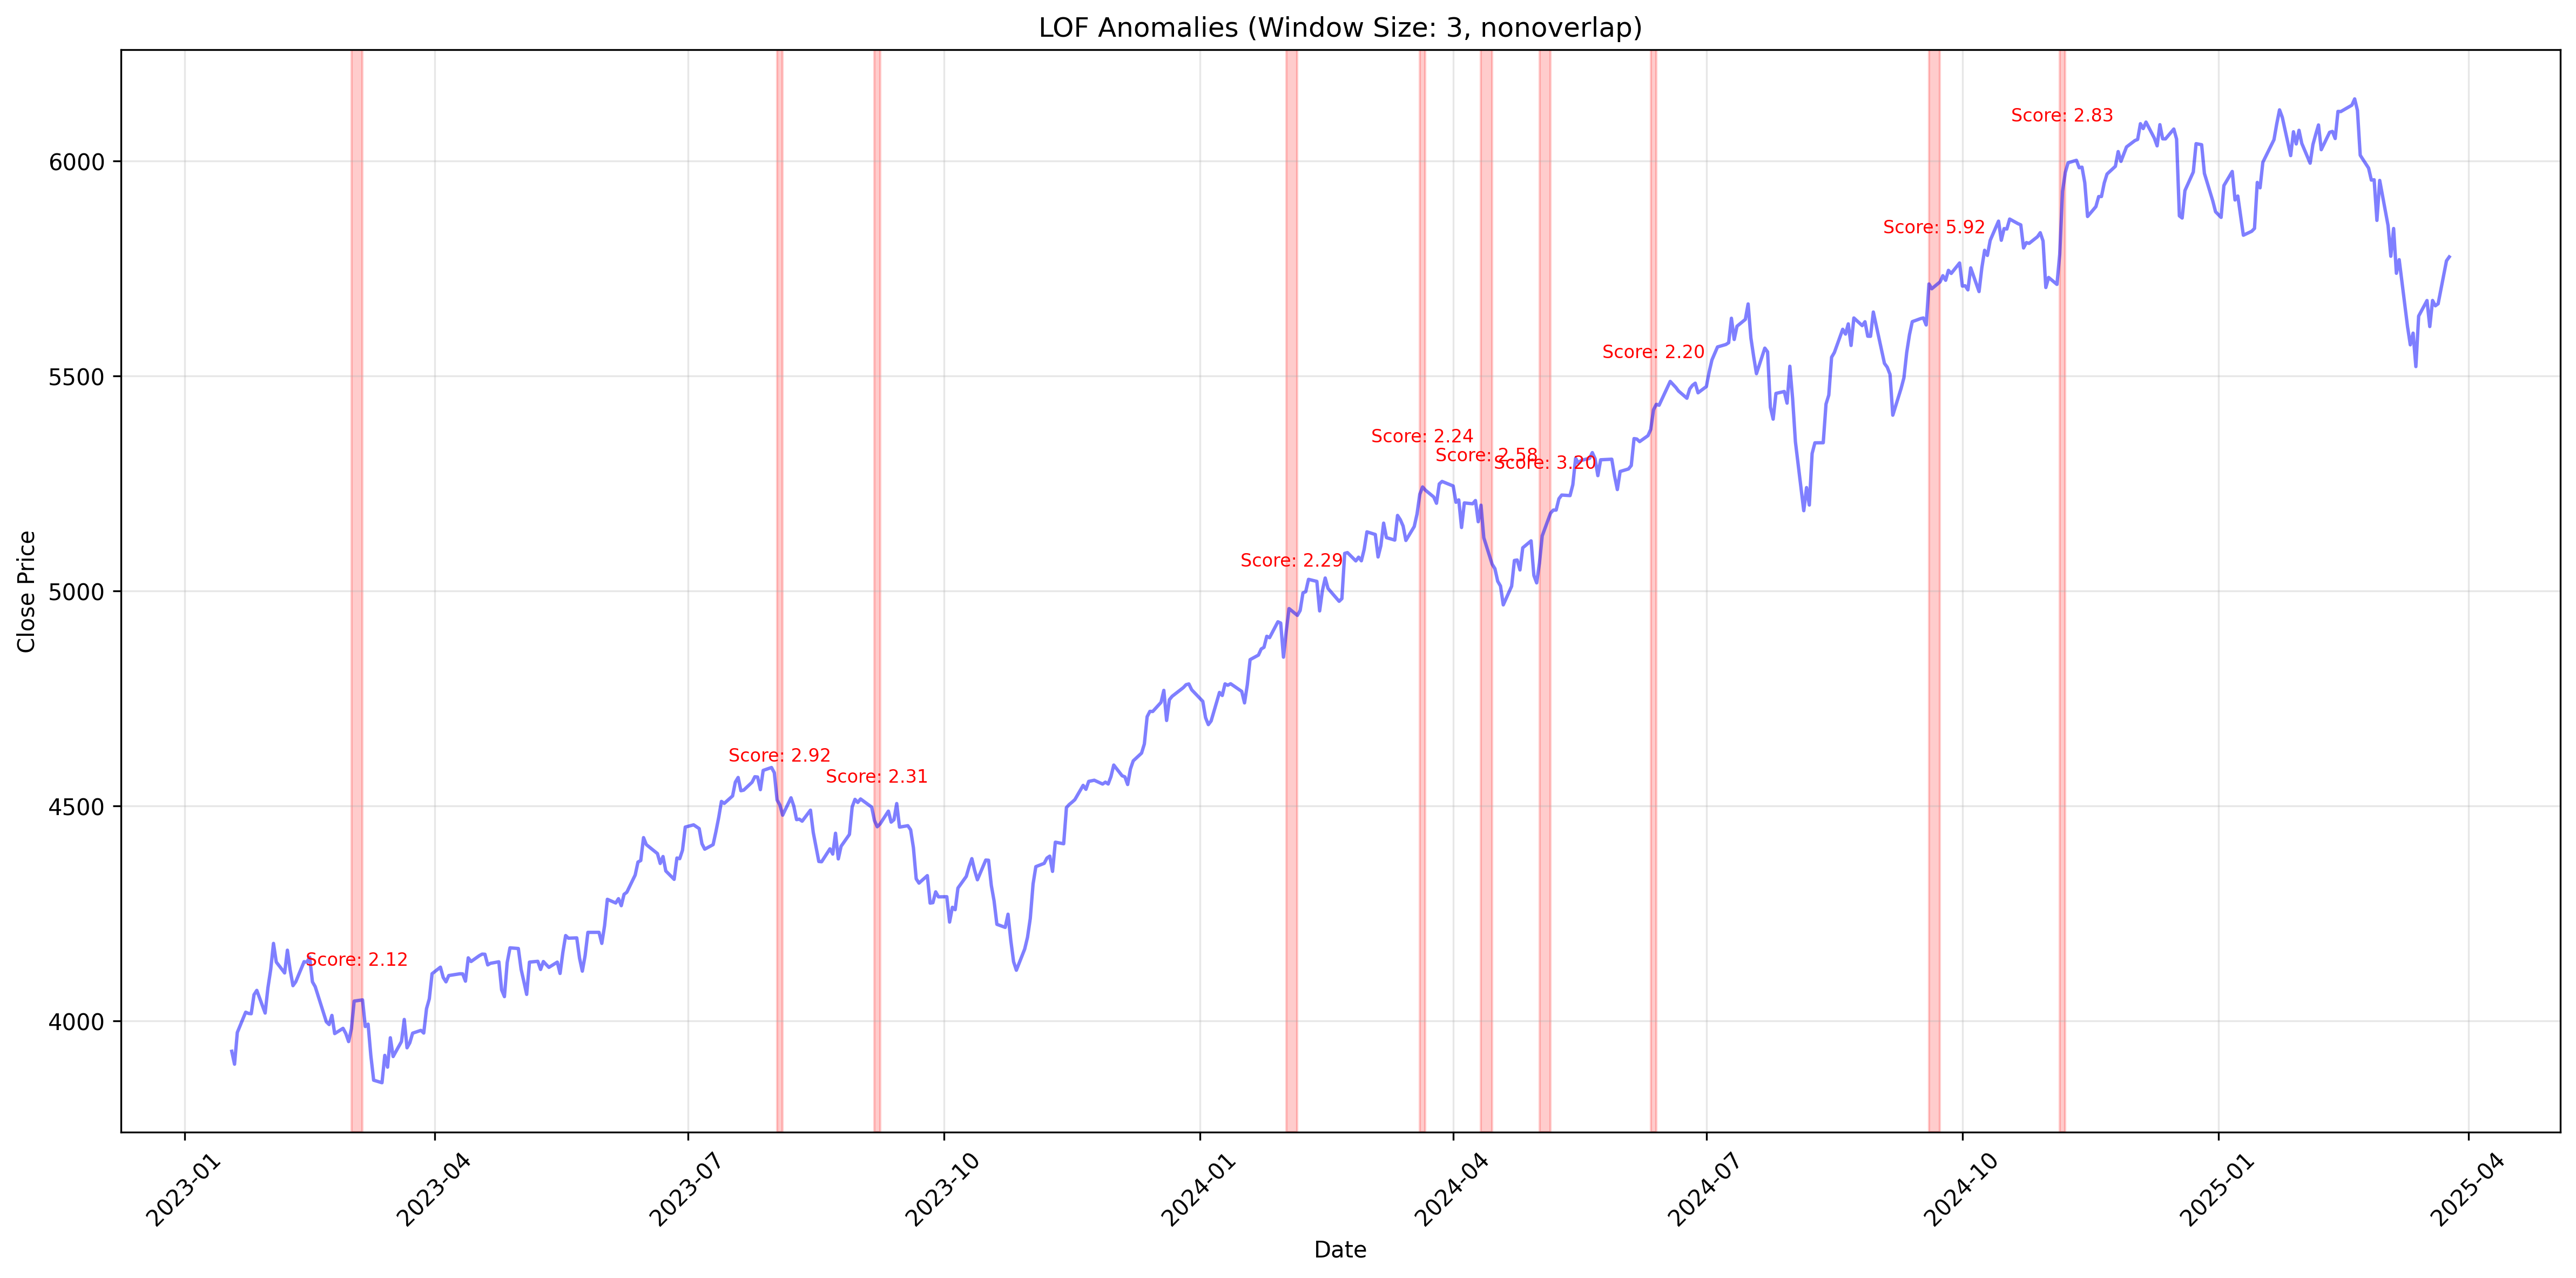 LOF Anomalies (Window Size: 3, nonoverlap)
Score: 2.83
6000
Score: 5.92
Score: 2.20
5500
Score: 2.24
Score: 2.58
Score: 3.20
Score: 2.29
5000
Close Price
Score: 2.92
Score: 2.31
4500
Score: 2.12
4000
2023-01
2023-04
2023-07
2023-10
2024-01
2024-04
2024-07
2024-10
2025-01
2025-04
Date